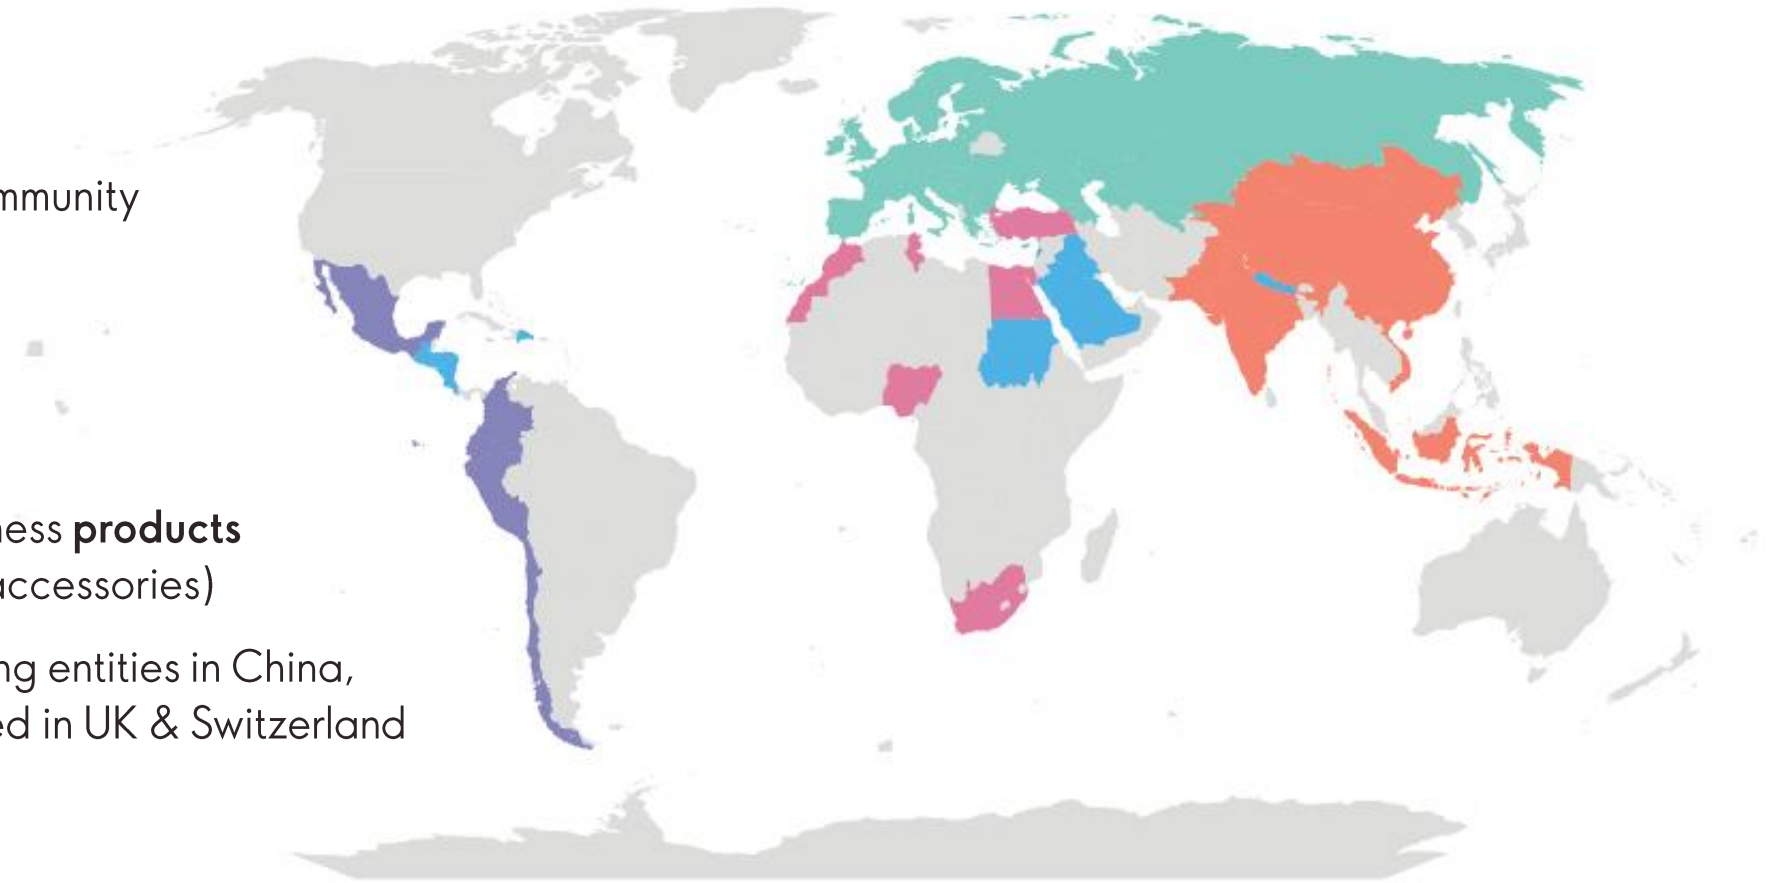 mmunity
ness products
accessories)
ng entities in China,
ed in UK & Switzerland